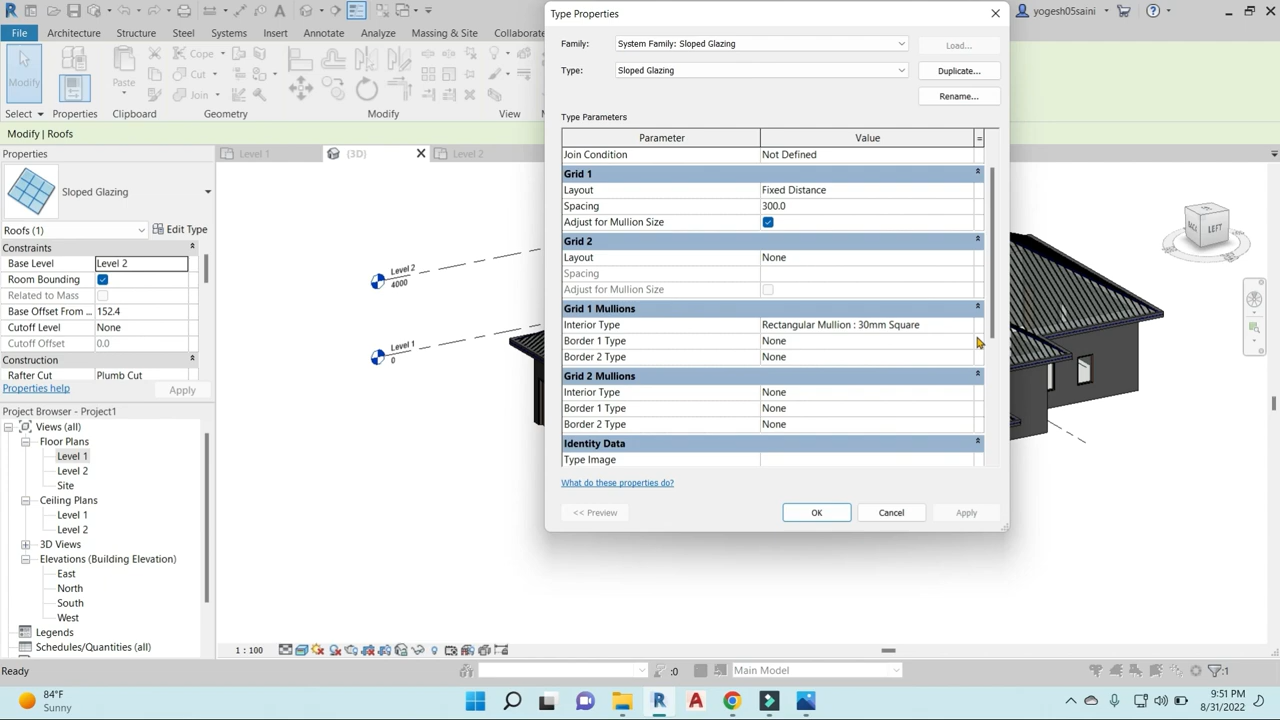 Type Properties
yogesh05saini
File Architecture Structure Steel Systems Insert Annotate Analyze Massing & Site Collaborate
Modify Paste Cope Cut Join
Select Properties Clipboard Geometry Modify View
Modify | Roofs
Properties
Level 1 (3D) Level 2
Sloped Glazing
Roofs (1) Edit Type
Constraints
Base Level Level 2
Room Bounding
Related to Mass
Base Offset From ... 152.4
Cutoff Level None
Cutoff Offset 0.0
Construction
Rafter Cut Plumb Cut
Properties help Apply
Project Browser - Project1
Views (all)
Floor Plans
Level 1
Level 2
Site
Ceiling Plans
Level 1
Level 2
3D Views
Elevations (Building Elevation)
East
North
South
West
Legends
Schedules/Quantities (all)
Family: System Family: Sloped Glazing Load...
Type: Sloped Glazing Duplicate...
Rename...
Type Parameters
Parameter Value =
Join Condition Not Defined
Grid 1
Layout Fixed Distance
Spacing 300.0
Adjust for Mullion Size
Grid 2
Layout None
Spacing
Adjust for Mullion Size
Grid 1 Mullions
Interior Type Rectangular Mullion : 30mm Square
Border 1 Type None
Border 2 Type None
Grid 2 Mullions
Interior Type None
Border 1 Type None
Border 2 Type None
Identity Data
Type Image
What do these properties do?
<< Preview OK Cancel Apply
Level 2
4000
Level 1
0
LEFT
1 : 100
Ready :0 Main Model :1
84°F
Sunny
9:51 PM
8/31/2022